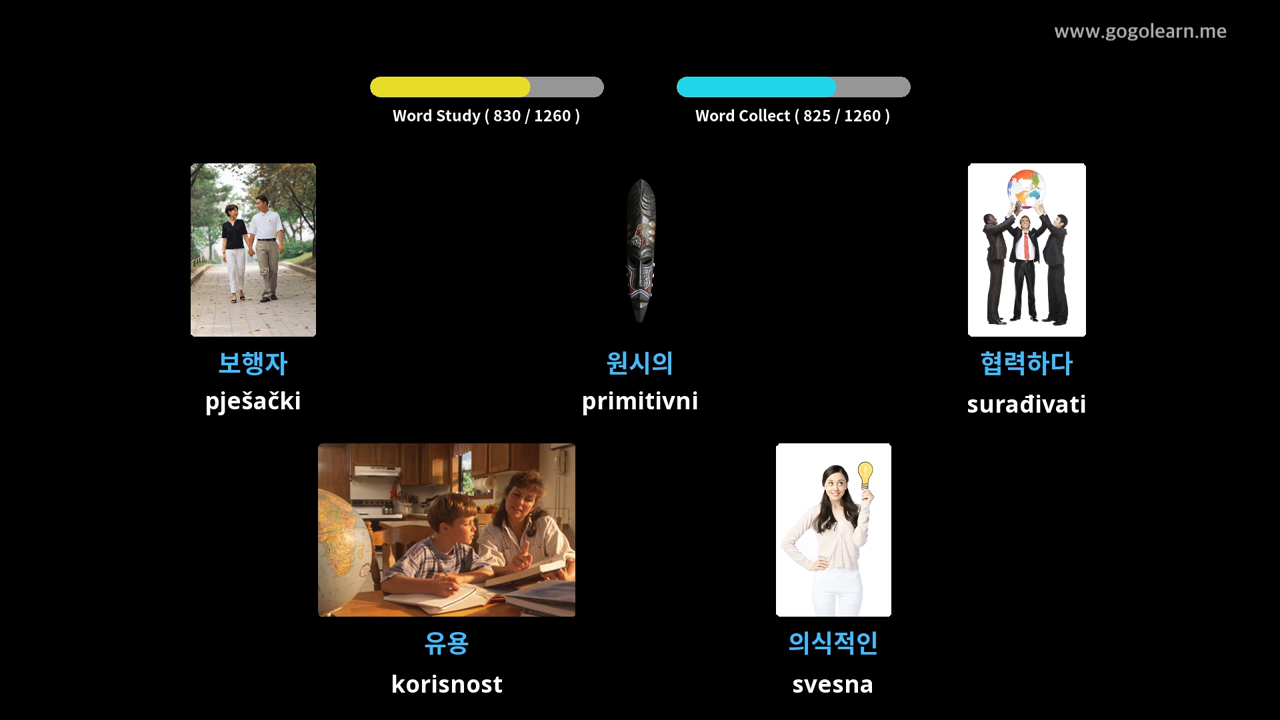 www.gogolearn.me
Word Study ( 830 / 1260 )
Word Collect ( 825 / 1260 )
보행자
pješački
원시의
primitivni
협력하다
surađivati
유용
korisnost
의식적인
svesna